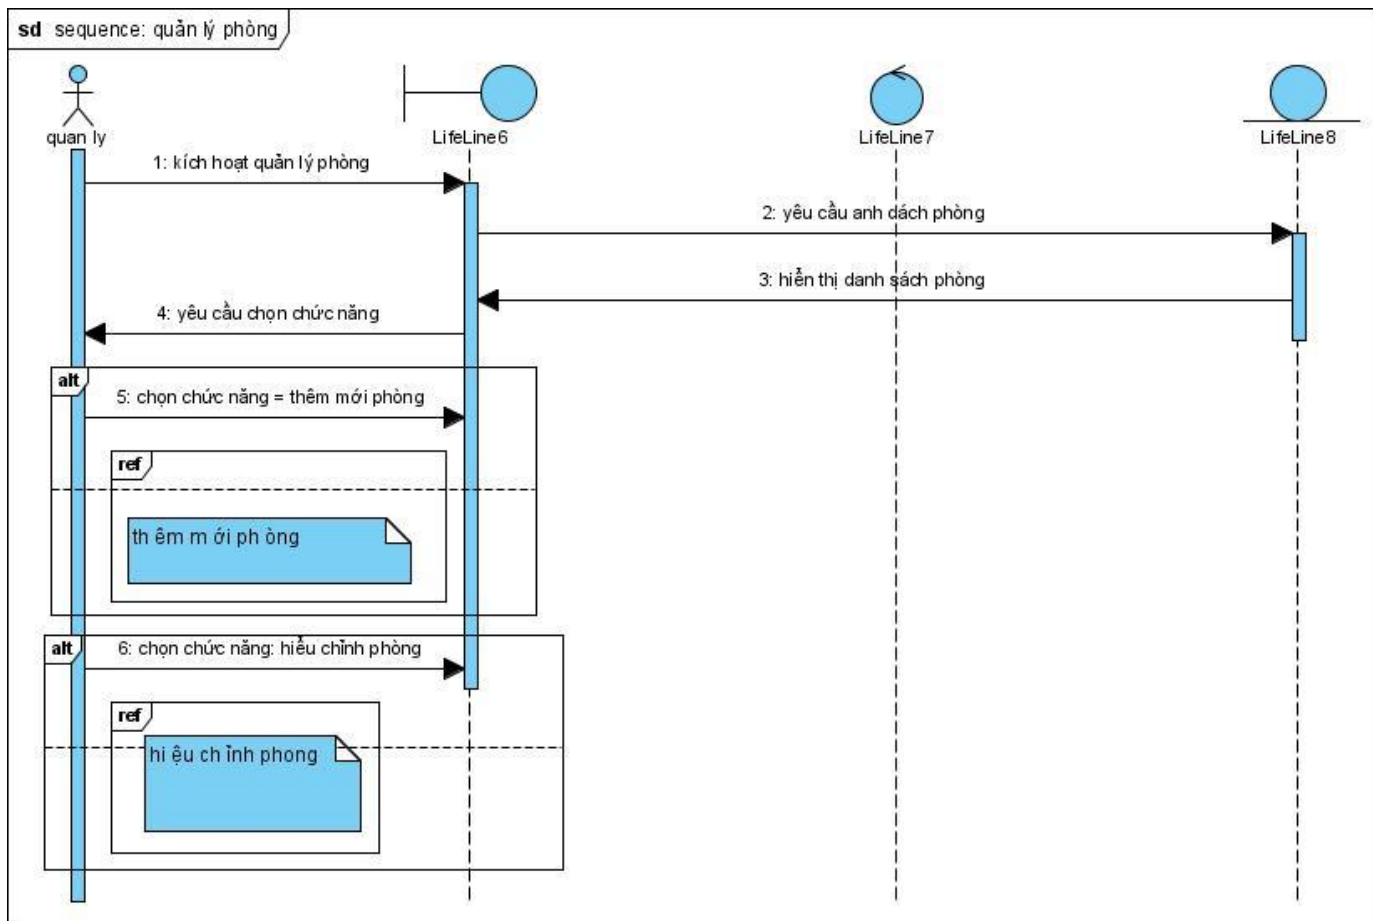 sd sequence: quản lý phòng
quan ly
LifeLine6
LifeLine7
LifeLine8
1: kích hoạt quản lý phòng
2: yêu cầu anh dách phòng
3: hiển thị danh sách phòng
4: yêu cầu chọn chức năng
alt
5: chọn chức năng = thêm mới phòng
ref
th êm m ới ph òng
alt
6: chọn chức năng: hiểu chỉnh phòng
ref
hi ệu ch ỉnh phong